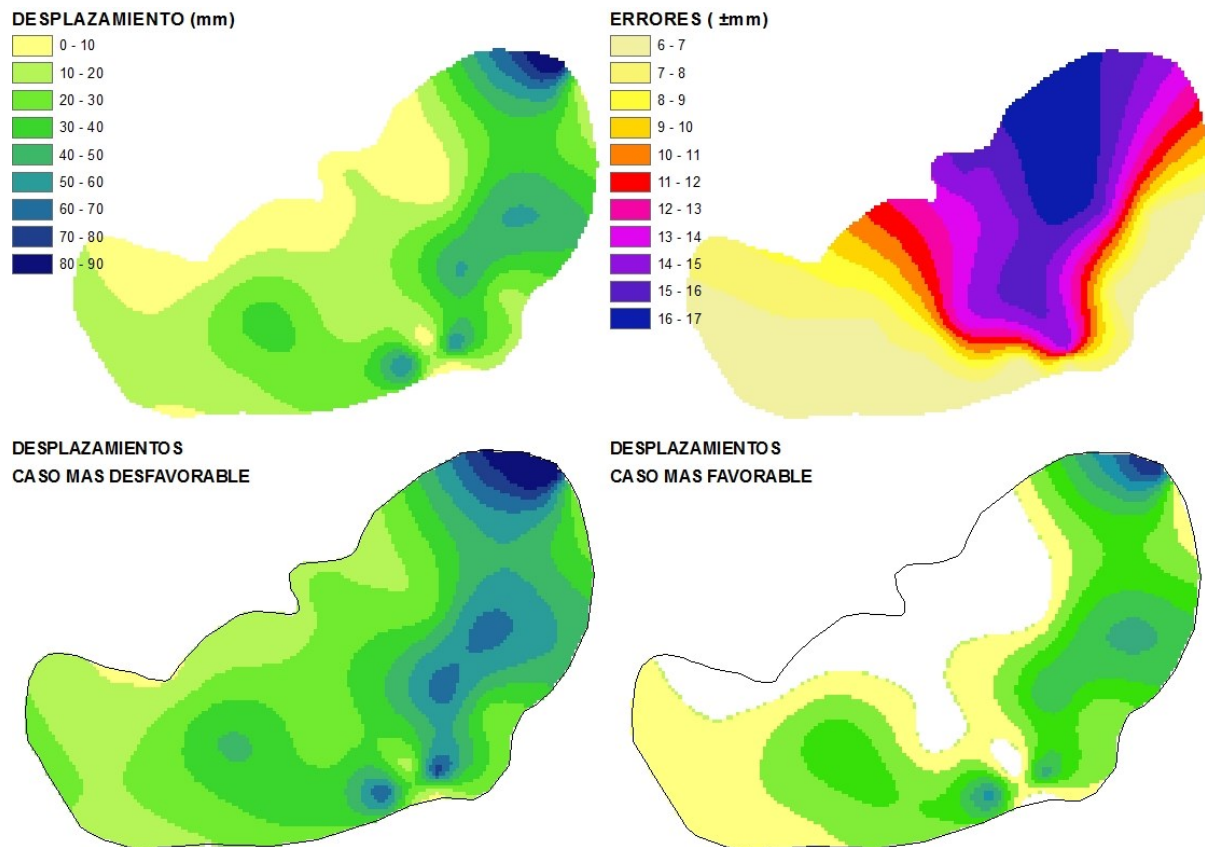 DESPLAZAMIENTO (mm)
0 - 10
10 - 20
20 - 30
30 - 40
40 - 50
50 - 60
60 - 70
70 - 80
80 - 90
ERRORES ( ±mm)
6 - 7
7 - 8
8 - 9
9 - 10
10 - 11
11 - 12
12 - 13
13 - 14
14 - 15
15 - 16
16 - 17
DESPLAZAMIENTOS
CASO MAS DESFAVORABLE
DESPLAZAMIENTOS
CASO MAS FAVORABLE